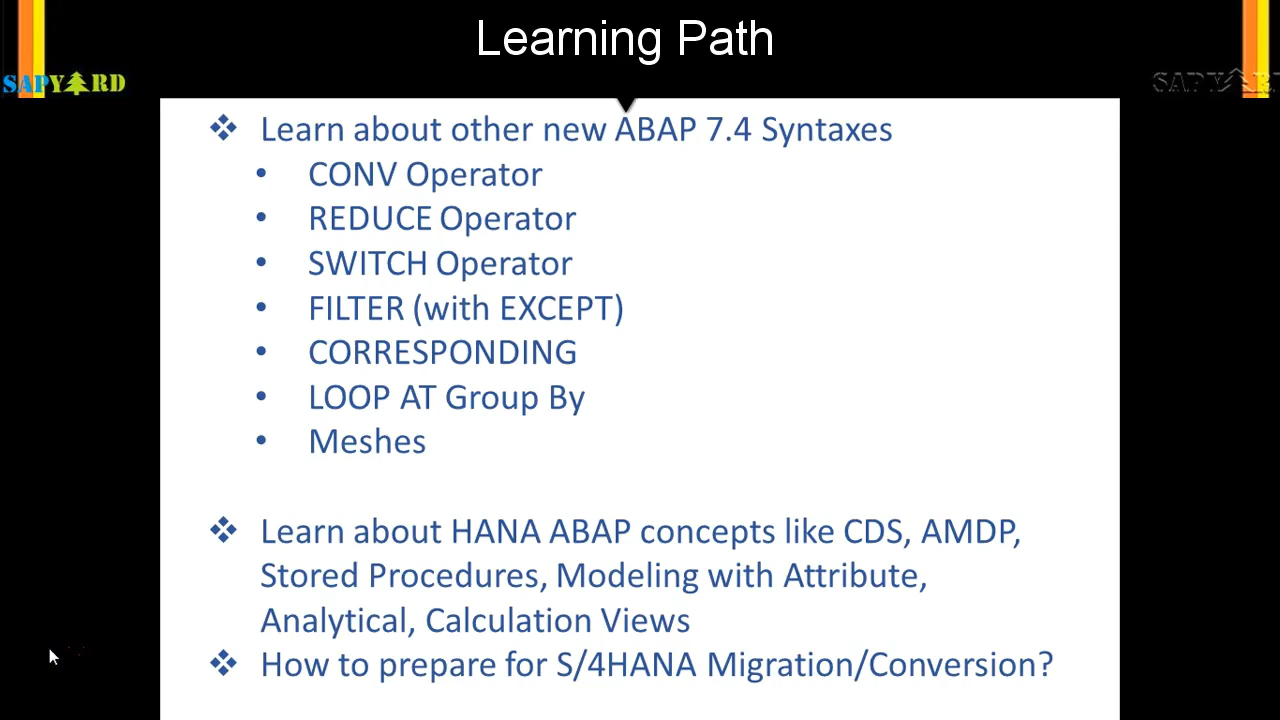 Learning Path
SAPYARD
SAPYAR
❖ Learn about other new ABAP 7.4 Syntaxes
• CONV Operator
• REDUCE Operator
• SWITCH Operator
• FILTER (with EXCEPT)
• CORRESPONDING
• LOOP AT Group By
• Meshes
❖ Learn about HANA ABAP concepts like CDS, AMDP,
Stored Procedures, Modeling with Attribute,
Analytical, Calculation Views
❖ How to prepare for S/4HANA Migration/Conversion?